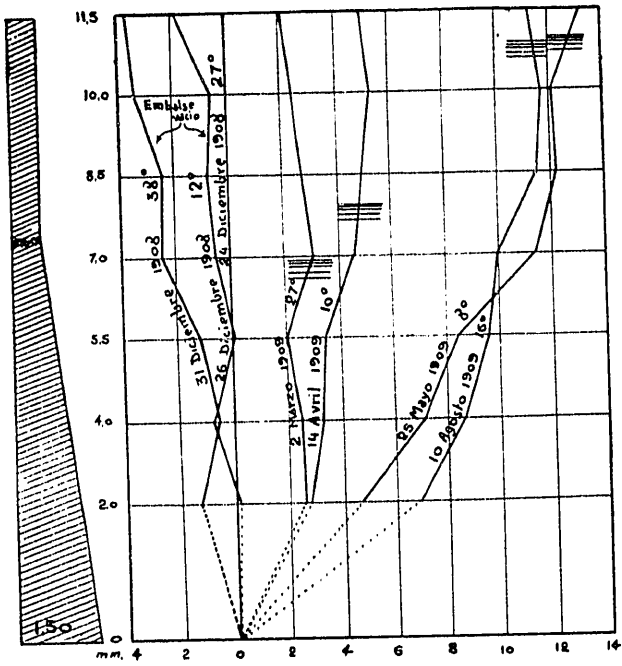 11,5
10,0
8,5
7,0
5,5
4,0
2,0
0
1,50
mm. 4 2 0 2 4 6 8 10 12 14
Embalse
vacio
27°
38°
12°
31 Diciembre 1908
26 Diciembre 1908
24 Diciembre 1908
27°
2 Marzo 1909
10°
14 Avril 1909
8°
25 Mayo 1909
16°
10 Agosto 1909